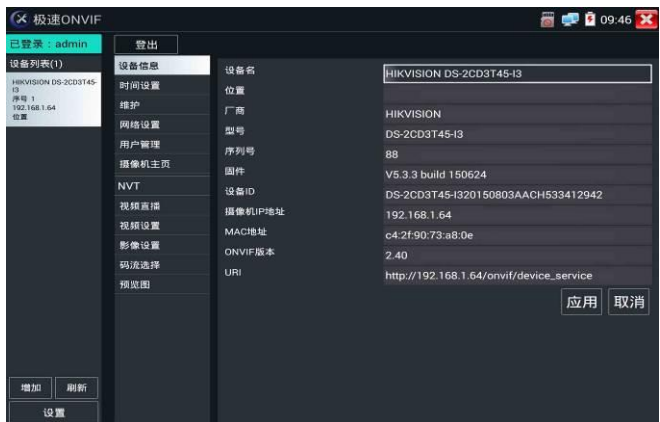 极速ONVIF
09:46
已登录：admin
登出
设备列表(1)
HIKVISION DS-2CD3T45-I3
序号 1
192.168.1.64
位置
增加
刷新
设置
设备信息
时间设置
维护
网络设置
用户管理
摄像机主页
NVT
视频直播
视频设置
影像设置
码流选择
预览图
设备名 HIKVISION DS-2CD3T45-I3
位置
厂商 HIKVISION
型号 DS-2CD3T45-I3
序列号 88
固件 V5.3.3 build 150624
设备ID DS-2CD3T45-I320150803AACH533412942
摄像机IP地址 192.168.1.64
MAC地址 c4:2f:90:73:a8:0e
ONVIF版本 2.40
URI http://192.168.1.64/onvif/device_service
应用
取消